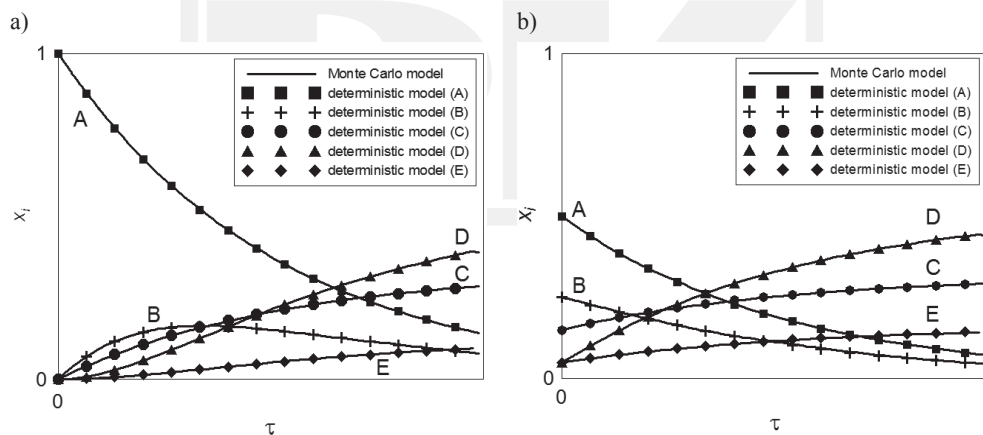 a)
1
Monte Carlo model
deterministic model (A)
deterministic model (B)
deterministic model (C)
deterministic model (D)
deterministic model (E)
A
B
D
C
E
xᵢ
0
0
τ
b)
1
Monte Carlo model
deterministic model (A)
deterministic model (B)
deterministic model (C)
deterministic model (D)
deterministic model (E)
A
B
D
C
E
xᵢ
0
0
τ